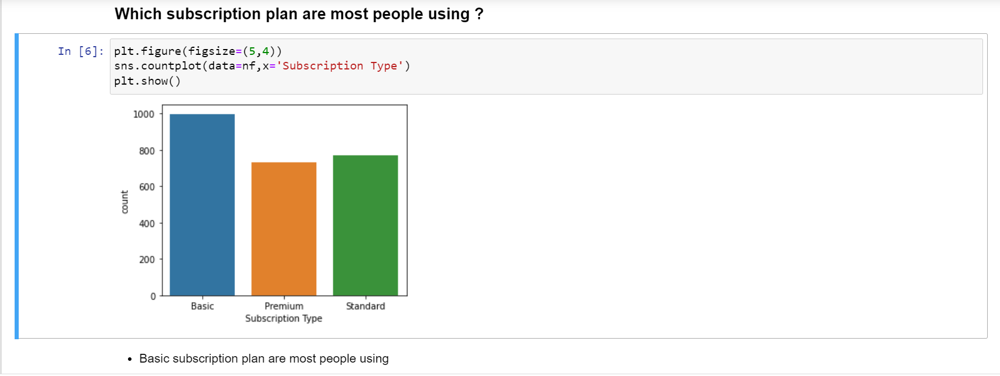 Which subscription plan are most people using ?
In [6]: plt.figure(figsize=(5,4))
sns.countplot(data=nf,x='Subscription Type')
plt.show()
1000
800
600
400
200
0
count
Basic Premium Standard
Subscription Type
• Basic subscription plan are most people using